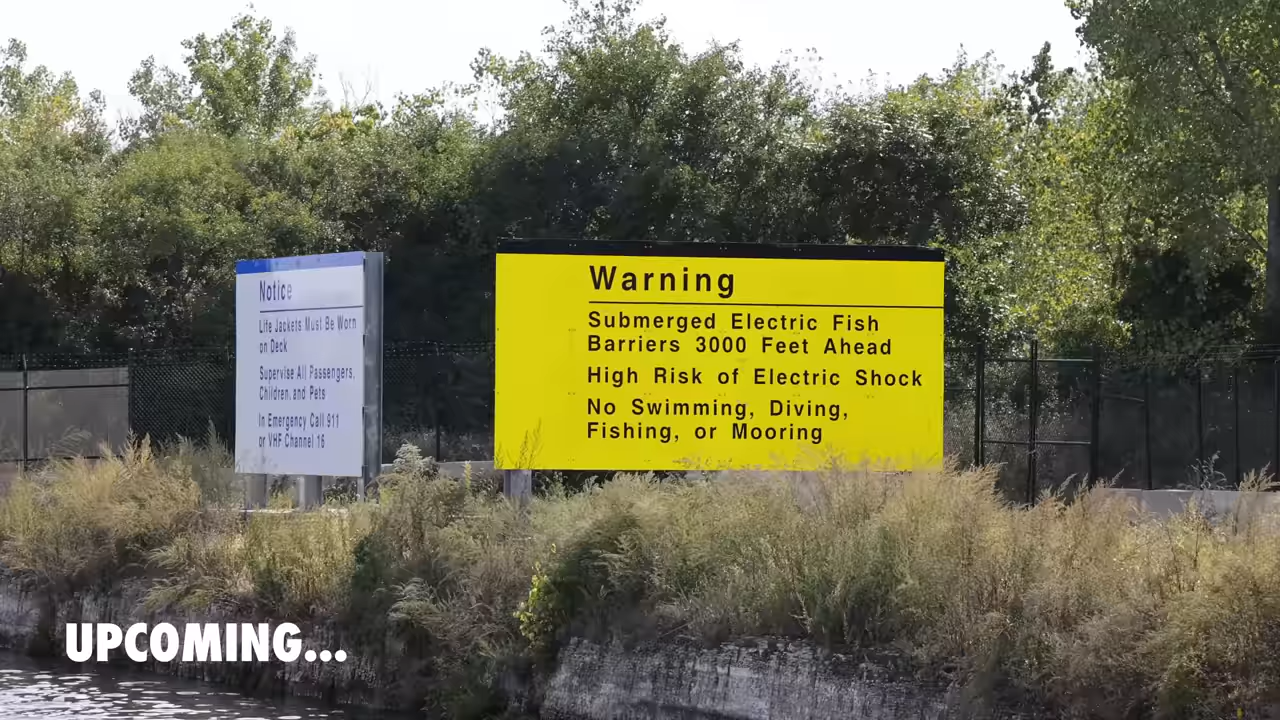 Notice
Life Jackets Must Be Worn
on Deck
Supervise All Passengers,
Children, and Pets
In Emergency Call 911
or VHF Channel 16
Warning
Submerged Electric Fish
Barriers 3000 Feet Ahead
High Risk of Electric Shock
No Swimming, Diving,
Fishing, or Mooring
UPCOMING...